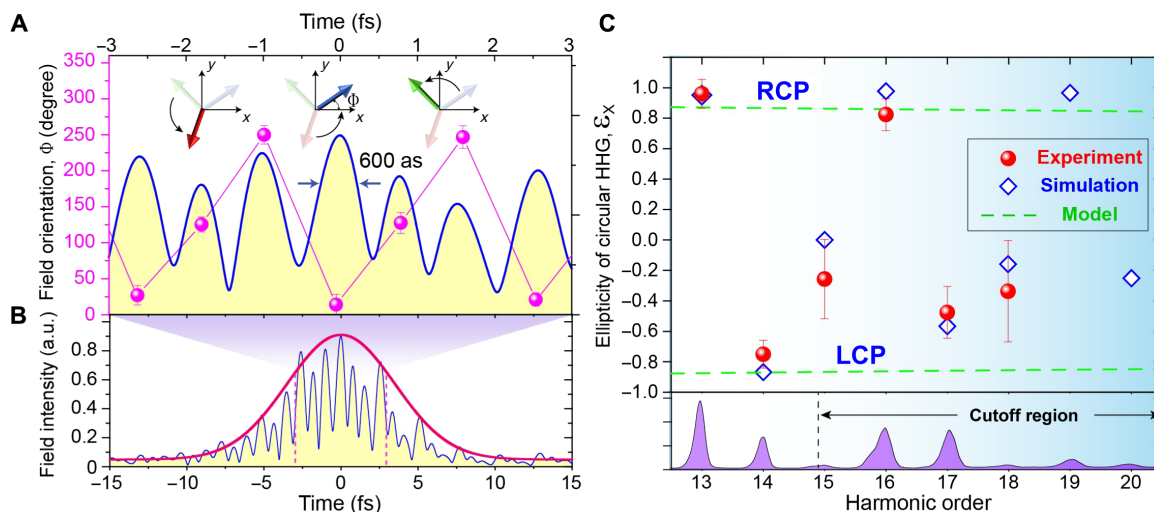 A
Time (fs)
−3 −2 −1 0 1 2 3
Field orientation, Φ (degree)
350
300
250
200
150
100
50
0
y
x
y
Φ
x
y
x
600 as
B
Field intensity (a.u.)
0.8
0.6
0.4
0.2
0
−15 −10 −5 0 5 10 15
Time (fs)
C
Ellipticity of circular HHG, εX
1.0
0.8
0.6
0.4
0.2
0.0
−0.2
−0.4
−0.6
−0.8
−1.0
RCP
Experiment
Simulation
Model
LCP
Cutoff region
13 14 15 16 17 18 19 20
Harmonic order